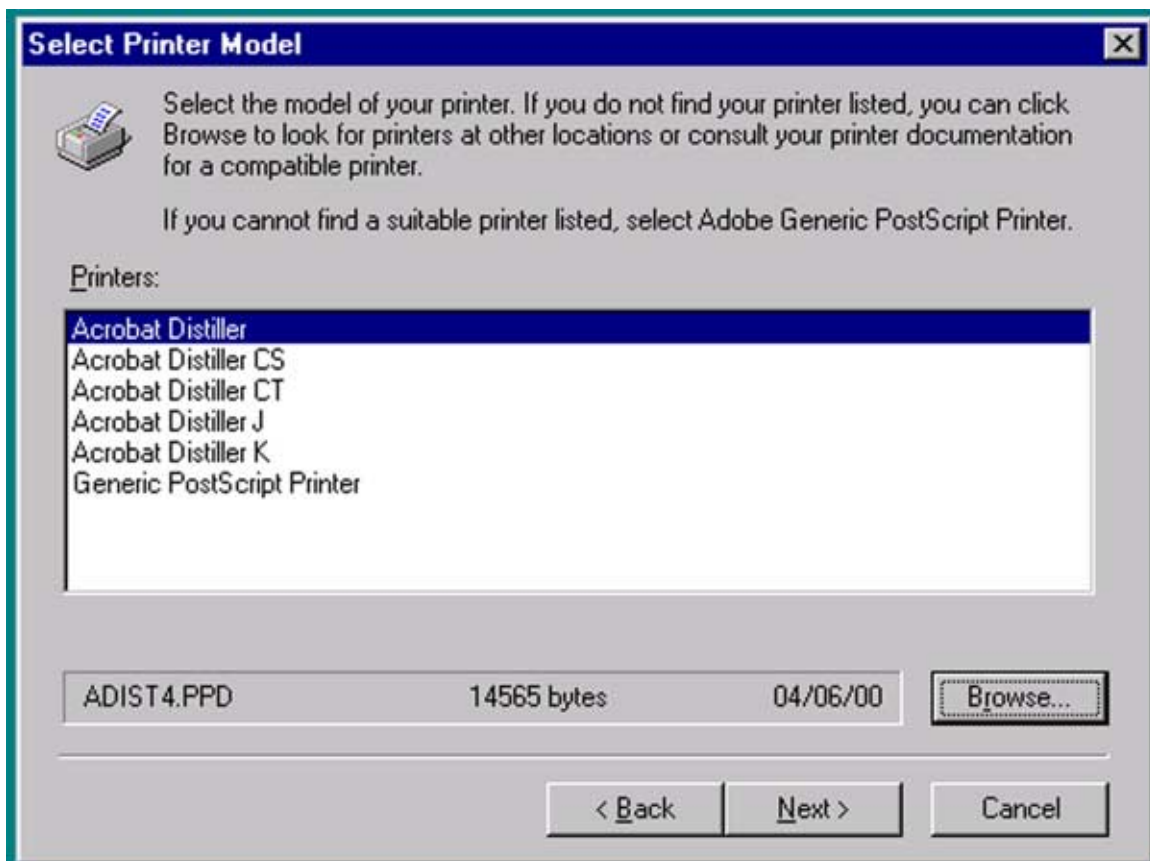 Select Printer Model
Select the model of your printer. If you do not find your printer listed, you can click
Browse to look for printers at other locations or consult your printer documentation
for a compatible printer.
If you cannot find a suitable printer listed, select Adobe Generic PostScript Printer.
Printers:
Acrobat Distiller
Acrobat Distiller CS
Acrobat Distiller CT
Acrobat Distiller J
Acrobat Distiller K
Generic PostScript Printer
ADIST4.PPD 14565 bytes 04/06/00 Browse...
< Back Next > Cancel